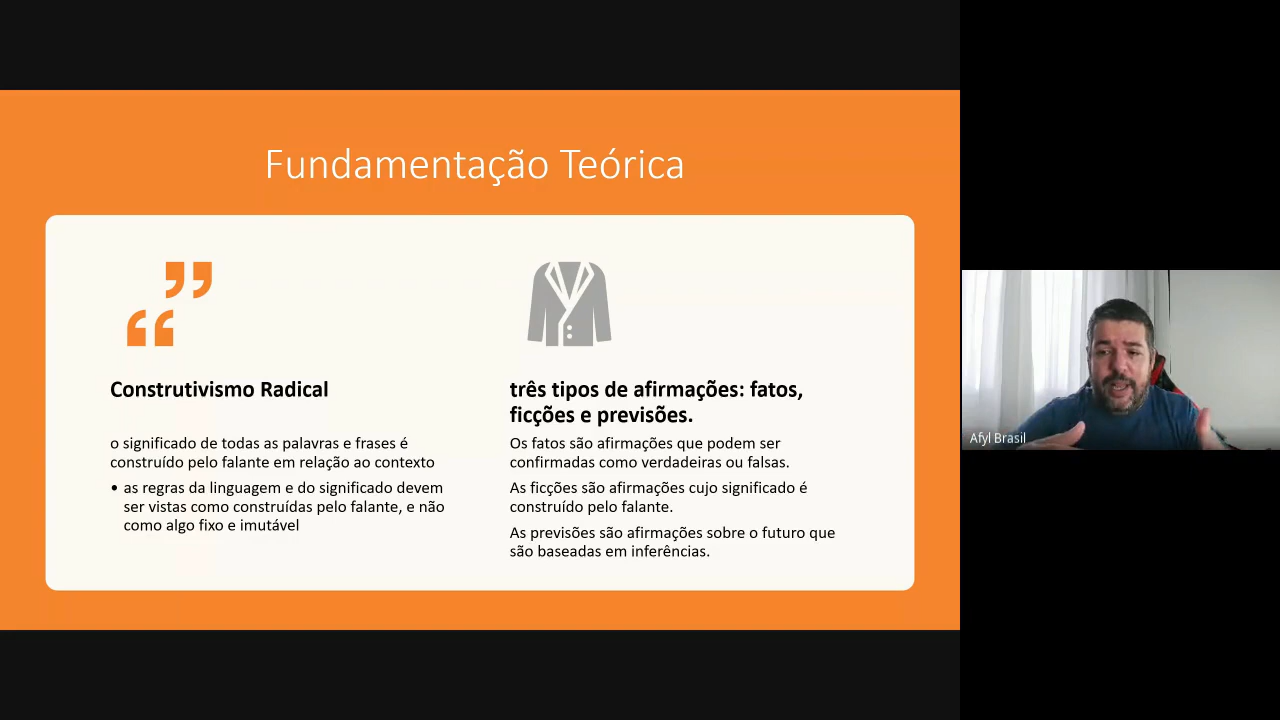 Fundamentação Teórica
Construtivismo Radical
o significado de todas as palavras e frases é
construído pelo falante em relação ao contexto
• as regras da linguagem e do significado devem
ser vistas como construídas pelo falante, e não
como algo fixo e imutável
três tipos de afirmações: fatos,
ficções e previsões.
Os fatos são afirmações que podem ser
confirmadas como verdadeiras ou falsas.
As ficções são afirmações cujo significado é
construído pelo falante.
As previsões são afirmações sobre o futuro que
são baseadas em inferências.
Afyl Brasil